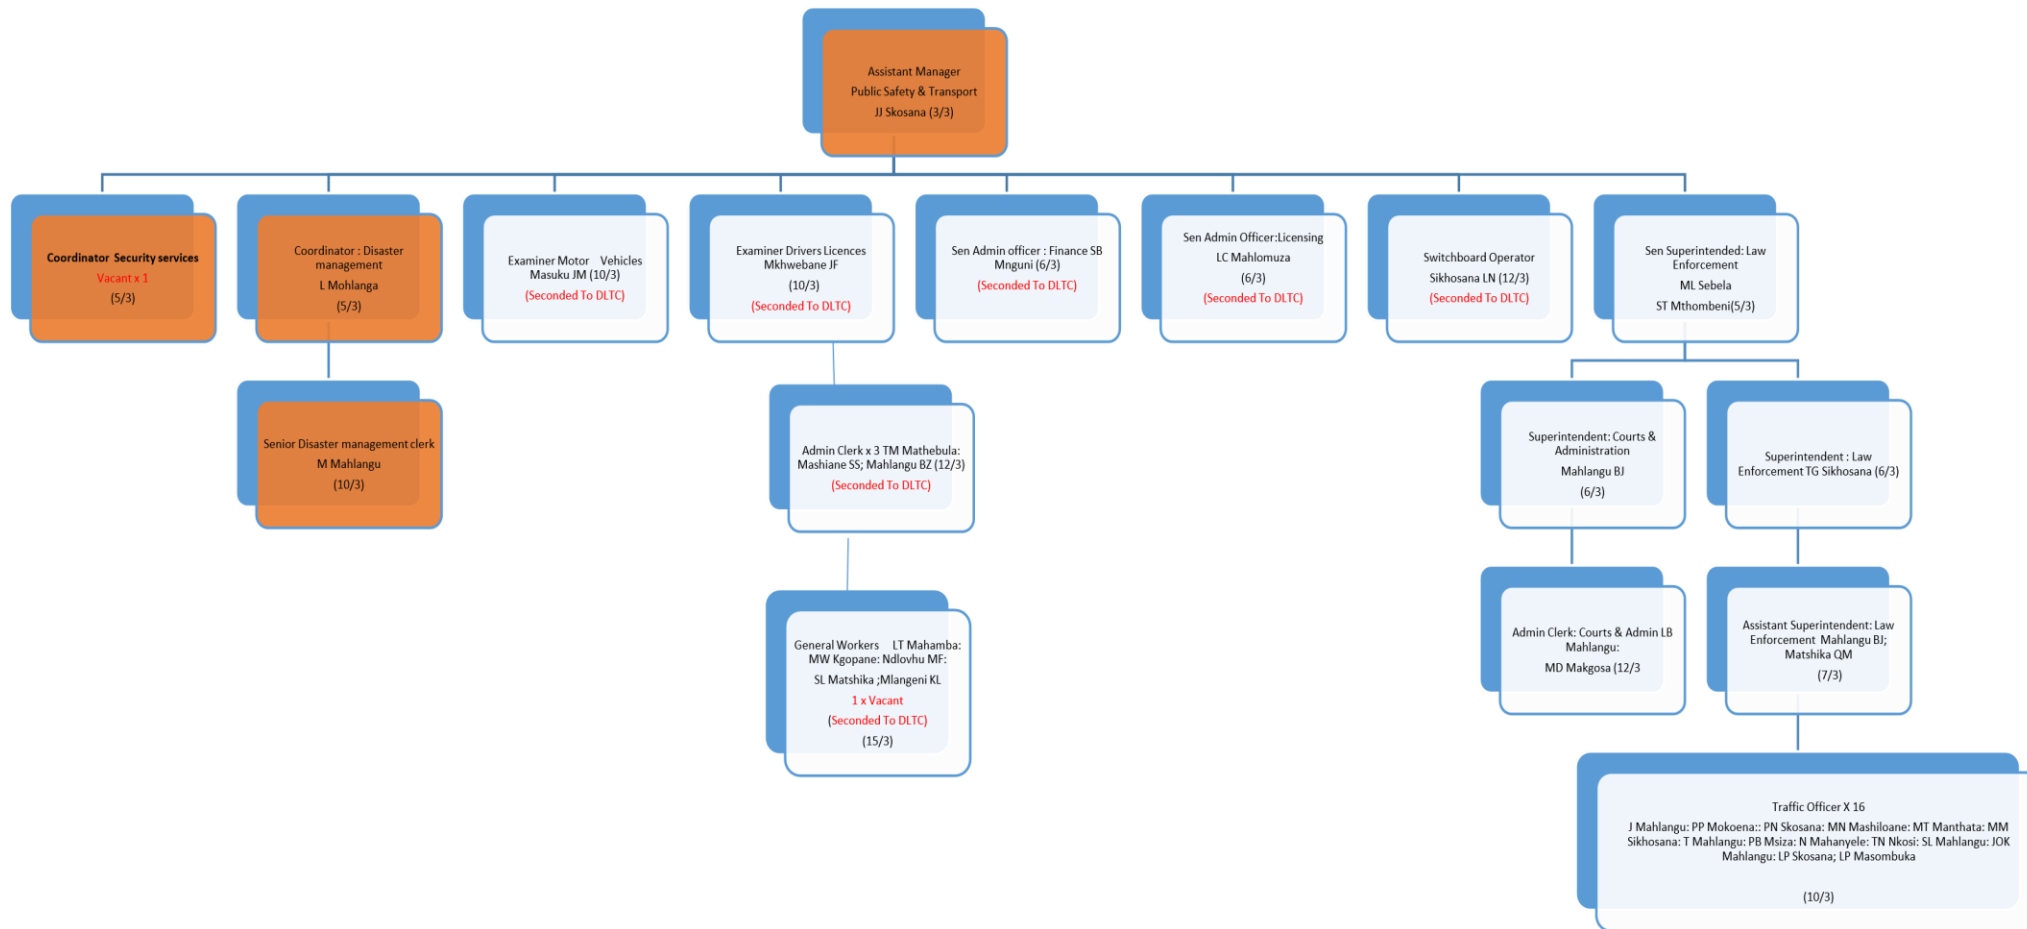 Assistant Manager
Public Safety & Transport
JJ Skosana (3/3)
Coordinator Security services
Vacant x 1
(5/3)
Coordinator : Disaster
management
L Mohlanga
(5/3)
Examiner Motor Vehicles
Masuku JM (10/3)
(Seconded To DLTC)
Examiner Drivers Licences
Mkhwebane JF
(10/3)
(Seconded To DLTC)
Sen Admin officer : Finance SB
Mnguni (6/3)
(Seconded To DLTC)
Sen Admin Officer:Licensing
LC Mahlomuza
(6/3)
(Seconded To DLTC)
Switchboard Operator
Sikhosana LN (12/3)
(Seconded To DLTC)
Sen Superintended: Law
Enforcement
ML Sebela
ST Mthombeni(5/3)
Senior Disaster management clerk
M Mahlangu
(10/3)
Admin Clerk x 3 TM Mathebula:
Mashiane SS; Mahlangu BZ (12/3)
(Seconded To DLTC)
Superintendent: Courts &
Administration
Mahlangu BJ
(6/3)
Superintendent : Law
Enforcement TG Sikhosana (6/3)
General Workers LT Mahamba:
MW Kgopane: Ndlovhu MF:
SL Matshika ;Mlangeni KL
1 x Vacant
(Seconded To DLTC)
(15/3)
Admin Clerk: Courts & Admin LB
Mahlangu:
MD Makgosa (12/3
Assistant Superintendent: Law
Enforcement Mahlangu BJ;
Matshika QM
(7/3)
Traffic Officer X 16
J Mahlangu: PP Mokoena:: PN Skosana: MN Mashiloane: MT Manthata: MM
Sikhosana: T Mahlangu: PB Msiza: N Mahanyele: TN Nkosi: SL Mahlangu: JOK
Mahlangu: LP Skosana; LP Masombuka
(10/3)